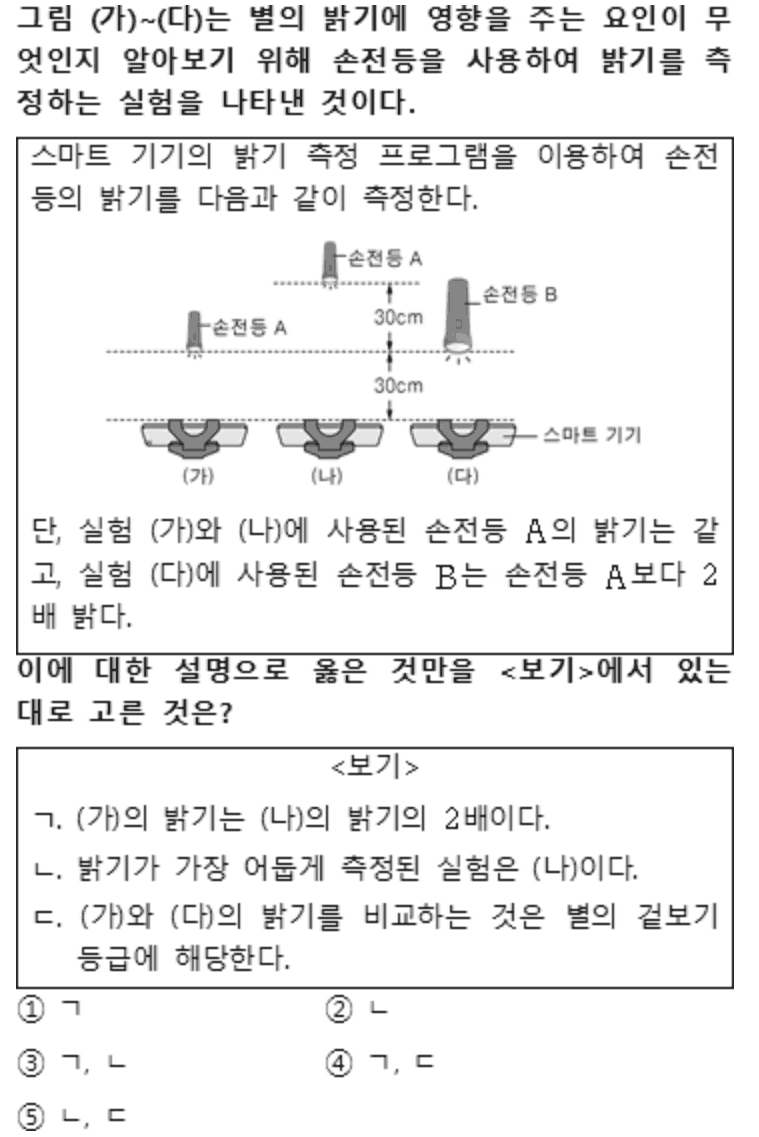 그림 (가)~(다)는 별의 밝기에 영향을 주는 요인이 무
엇인지 알아보기 위해 손전등을 사용하여 밝기를 측
정하는 실험을 나타낸 것이다.
스마트 기기의 밝기 측정 프로그램을 이용하여 손전
등의 밝기를 다음과 같이 측정한다.
손전등 A
손전등 B
30cm
손전등 A
30cm
스마트 기기
(가) (나) (다)
단, 실험 (가)와 (나)에 사용된 손전등 A의 밝기는 같
고, 실험 (다)에 사용된 손전등 B는 손전등 A보다 2
배 밝다.
이에 대한 설명으로 옳은 것만을 <보기>에서 있는
대로 고른 것은?
<보기>
ㄱ. (가)의 밝기는 (나)의 밝기의 2배이다.
ㄴ. 밝기가 가장 어둡게 측정된 실험은 (나)이다.
ㄷ. (가)와 (다)의 밝기를 비교하는 것은 별의 겉보기
등급에 해당한다.
① ㄱ ② ㄴ
③ ㄱ, ㄴ ④ ㄱ, ㄷ
⑤ ㄴ, ㄷ